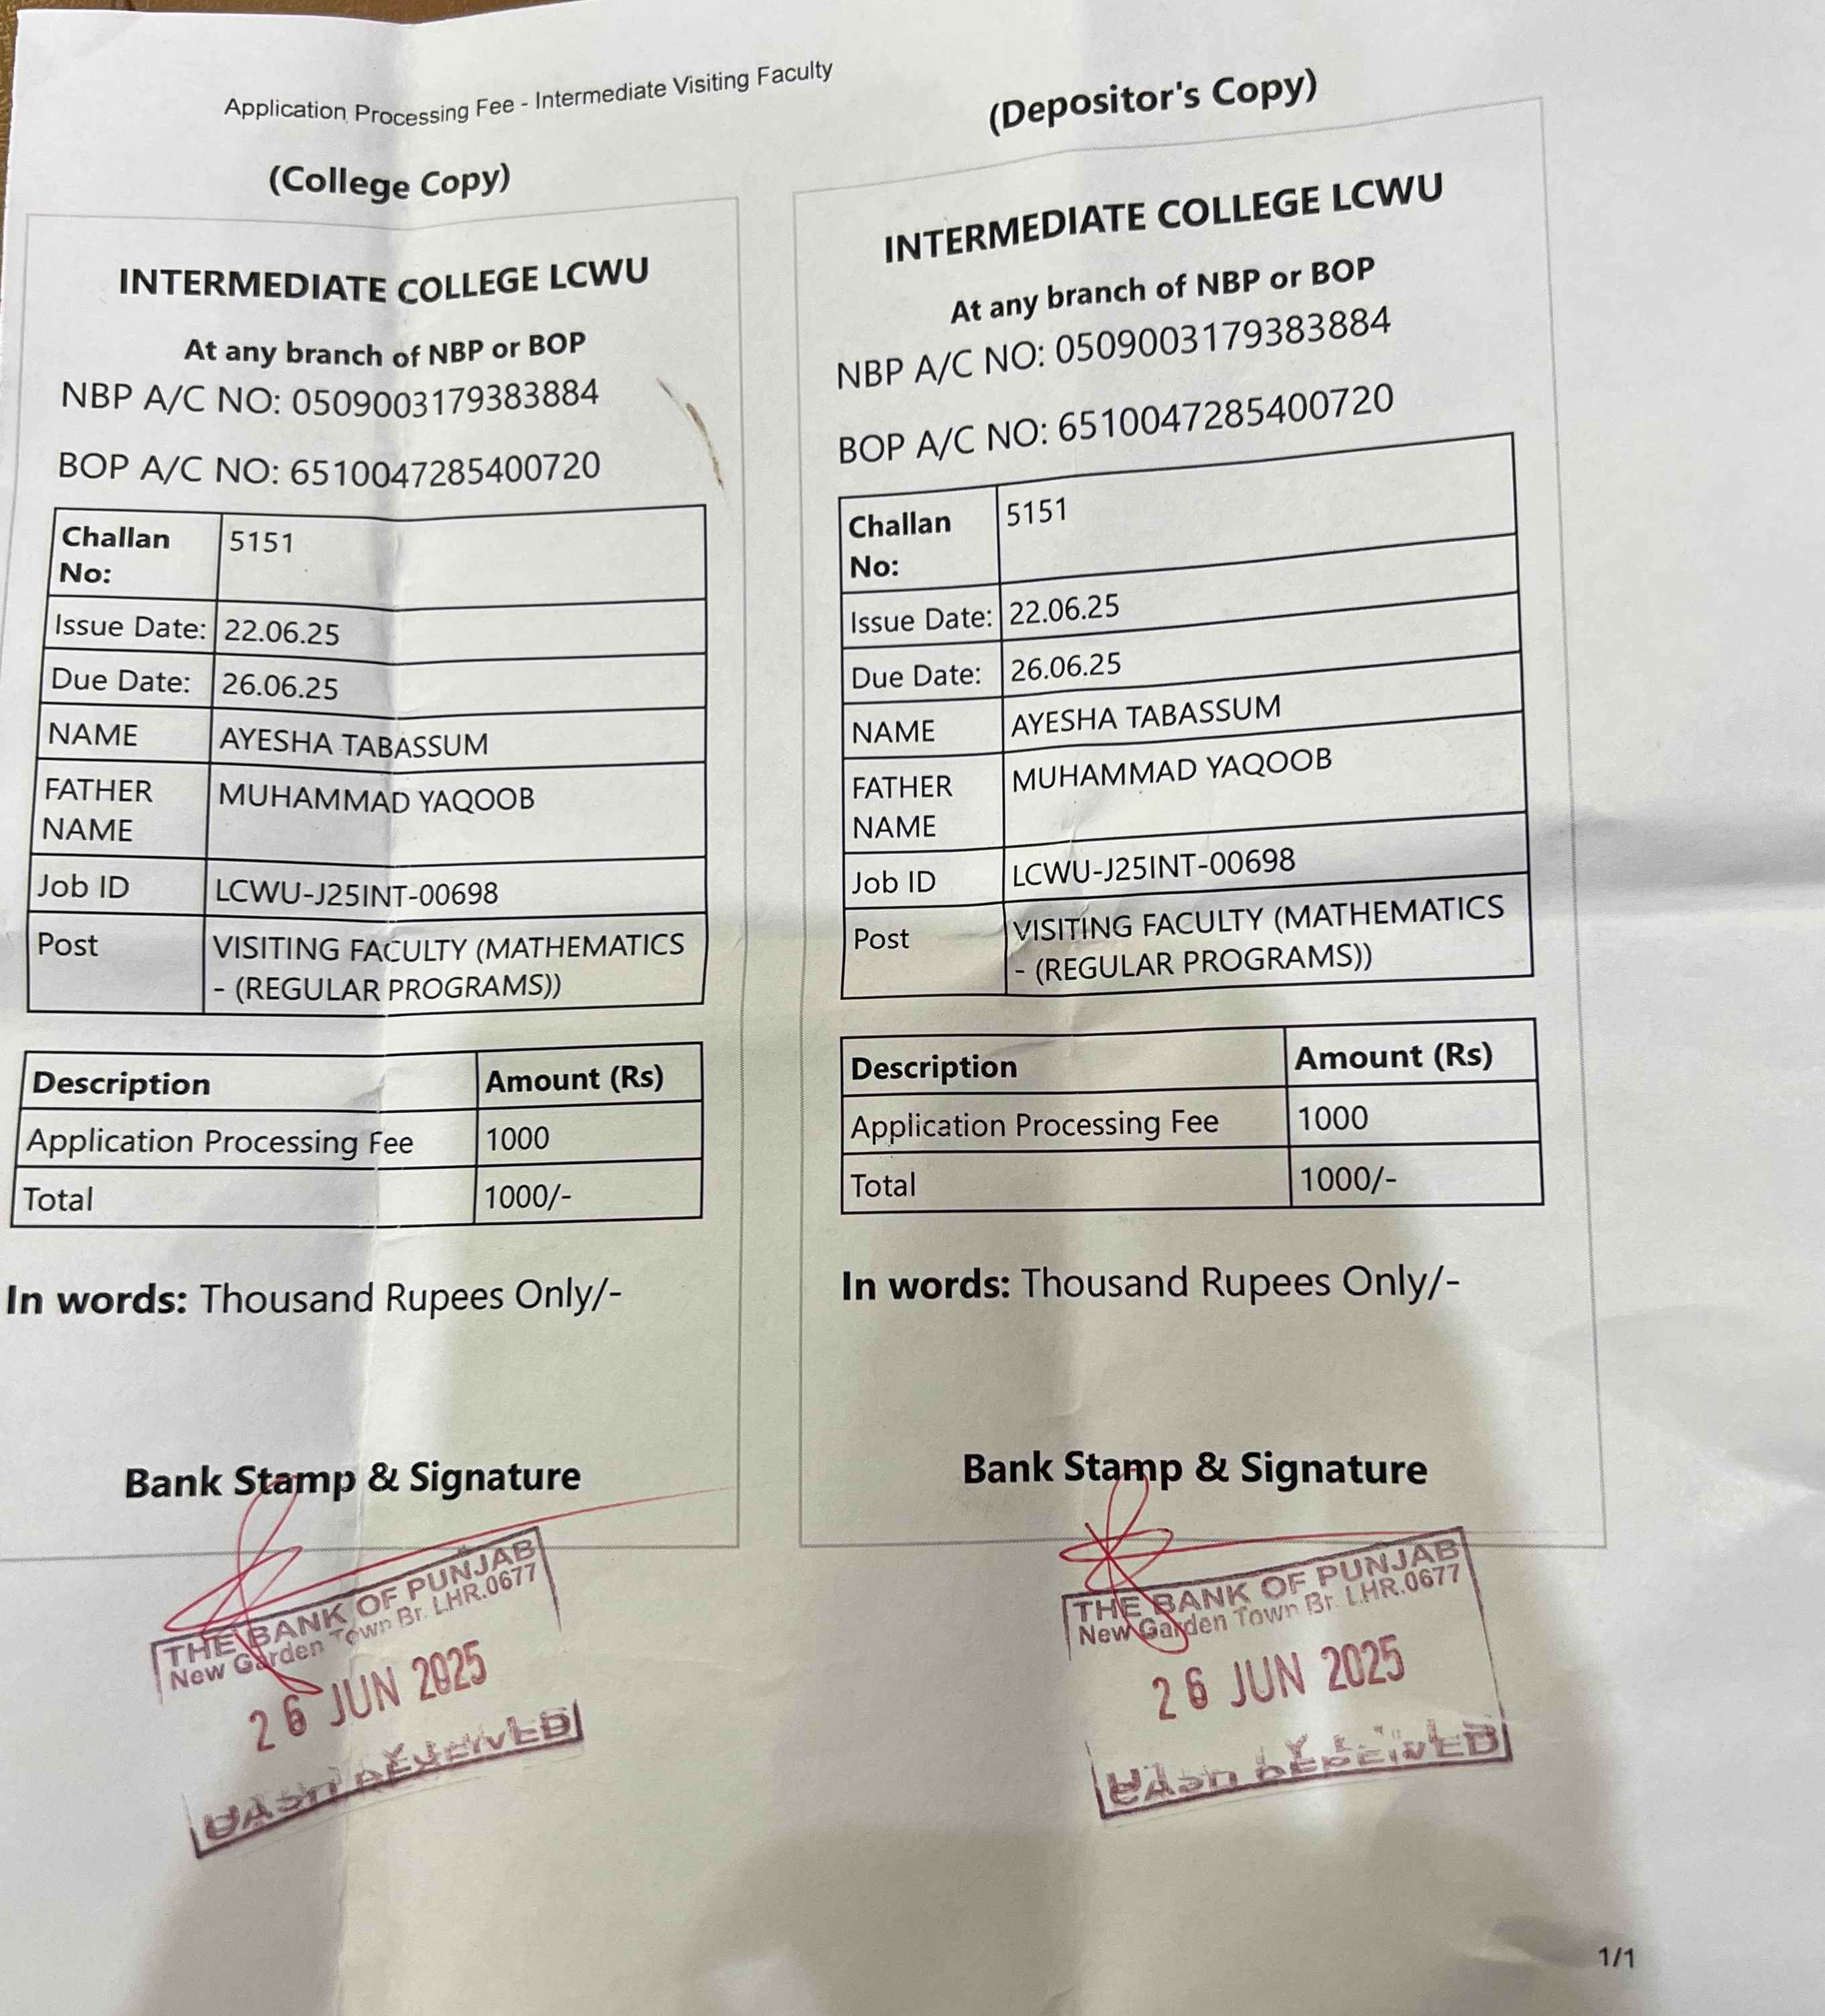 Application Processing Fee - Intermediate Visiting Faculty
(College Copy)
INTERMEDIATE COLLEGE LCWU
At any branch of NBP or BOP
NBP A/C NO: 0509003179383884
BOP A/C NO: 6510047285400720
Challan No: 5151
Issue Date: 22.06.25
Due Date: 26.06.25
NAME AYESHA TABASSUM
FATHER NAME MUHAMMAD YAQOOB
Job ID LCWU-J25INT-00698
Post VISITING FACULTY (MATHEMATICS
- (REGULAR PROGRAMS))
Description Amount (Rs)
Application Processing Fee 1000
Total 1000/-
In words: Thousand Rupees Only/-
Bank Stamp & Signature
THE BANK OF PUNJAB
New Garden Town Br. LHR.0677
26 JUN 2025
CASH RECEIVED
(Depositor's Copy)
INTERMEDIATE COLLEGE LCWU
At any branch of NBP or BOP
NBP A/C NO: 0509003179383884
BOP A/C NO: 6510047285400720
Challan No: 5151
Issue Date: 22.06.25
Due Date: 26.06.25
NAME AYESHA TABASSUM
FATHER NAME MUHAMMAD YAQOOB
Job ID LCWU-J25INT-00698
Post VISITING FACULTY (MATHEMATICS
- (REGULAR PROGRAMS))
Description Amount (Rs)
Application Processing Fee 1000
Total 1000/-
In words: Thousand Rupees Only/-
Bank Stamp & Signature
THE BANK OF PUNJAB
New Garden Town Br. LHR.0677
26 JUN 2025
CASH RECEIVED
1/1